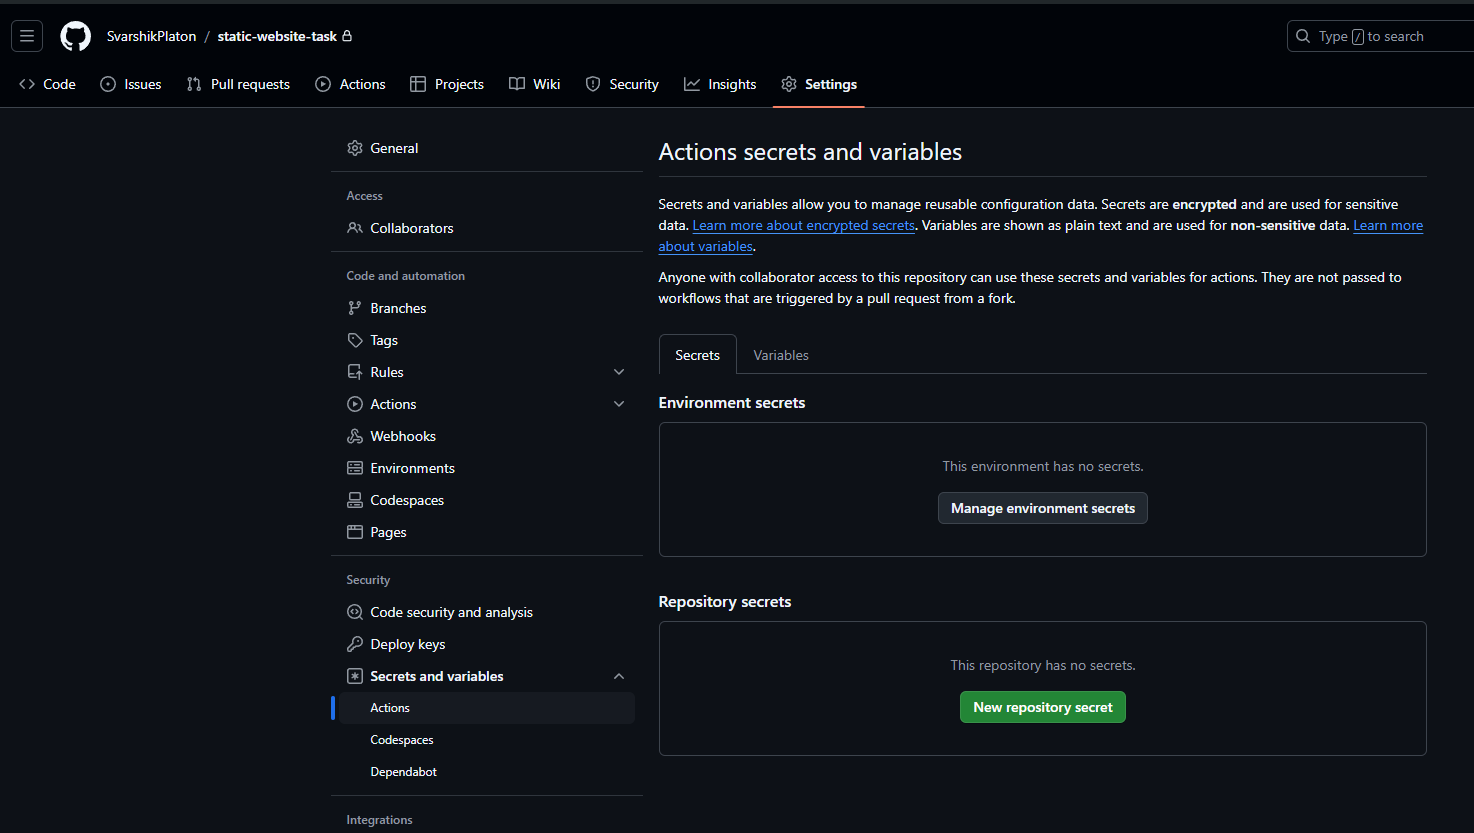 SvarshikPlaton / static-website-task
Type / to search
Code Issues Pull requests Actions Projects Wiki Security Insights Settings
General
Access
Collaborators
Code and automation
Branches
Tags
Rules
Actions
Webhooks
Environments
Codespaces
Pages
Security
Code security and analysis
Deploy keys
Secrets and variables
Actions
Codespaces
Dependabot
Integrations
Actions secrets and variables
Secrets and variables allow you to manage reusable configuration data. Secrets are encrypted and are used for sensitive
data. Learn more about encrypted secrets. Variables are shown as plain text and are used for non-sensitive data. Learn more
about variables.
Anyone with collaborator access to this repository can use these secrets and variables for actions. They are not passed to
workflows that are triggered by a pull request from a fork.
Secrets Variables
Environment secrets
This environment has no secrets.
Manage environment secrets
Repository secrets
This repository has no secrets.
New repository secret